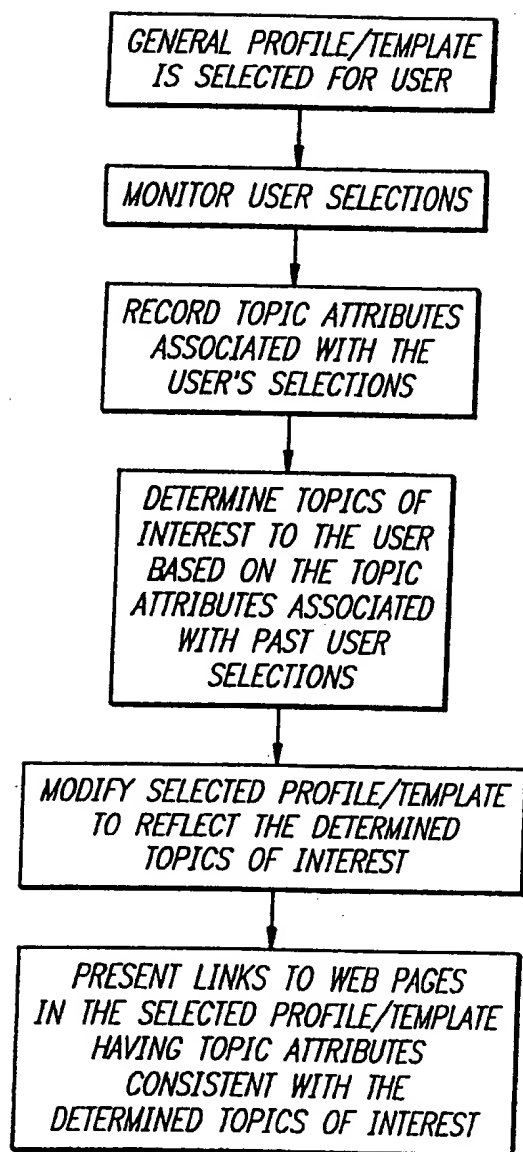 GENERAL PROFILE/TEMPLATE
IS SELECTED FOR USER
MONITOR USER SELECTIONS
RECORD TOPIC ATTRIBUTES
ASSOCIATED WITH THE
USER'S SELECTIONS
DETERMINE TOPICS OF
INTEREST TO THE USER
BASED ON THE TOPIC
ATTRIBUTES ASSOCIATED
WITH PAST USER
SELECTIONS
MODIFY SELECTED PROFILE/TEMPLATE
TO REFLECT THE DETERMINED
TOPICS OF INTEREST
PRESENT LINKS TO WEB PAGES
IN THE SELECTED PROFILE/TEMPLATE
HAVING TOPIC ATTRIBUTES
CONSISTENT WITH THE
DETERMINED TOPICS OF INTEREST